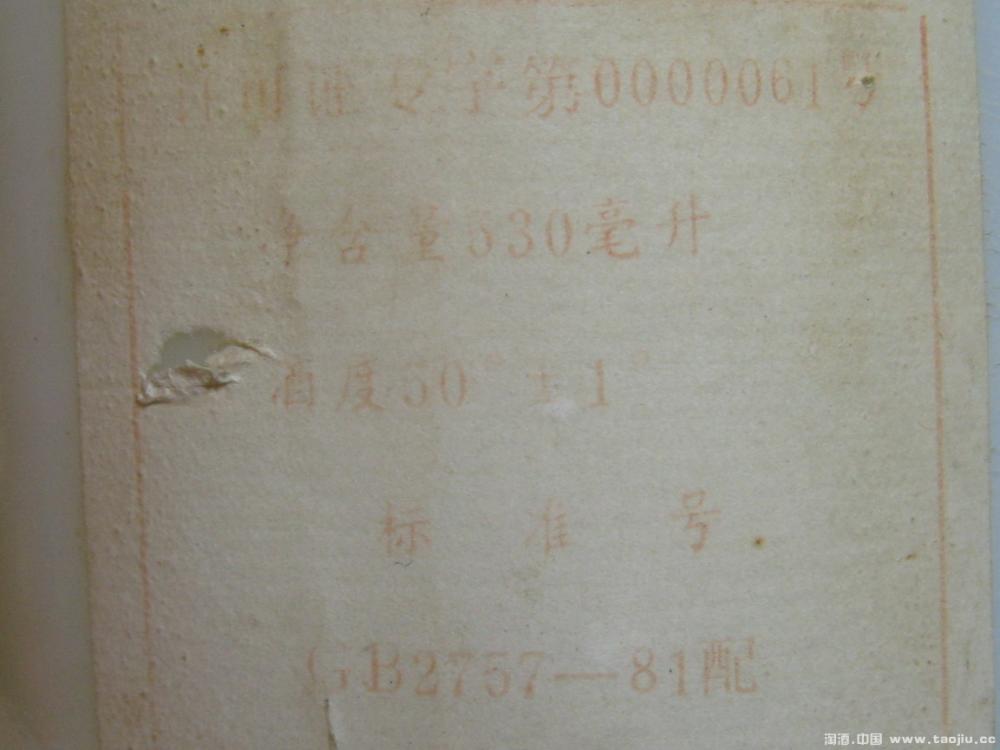 许可证专字第0000061号
净含量530毫升
酒度50°±1°
标准号
GB2757—81配
淘酒.中国 www.taojiu.cc